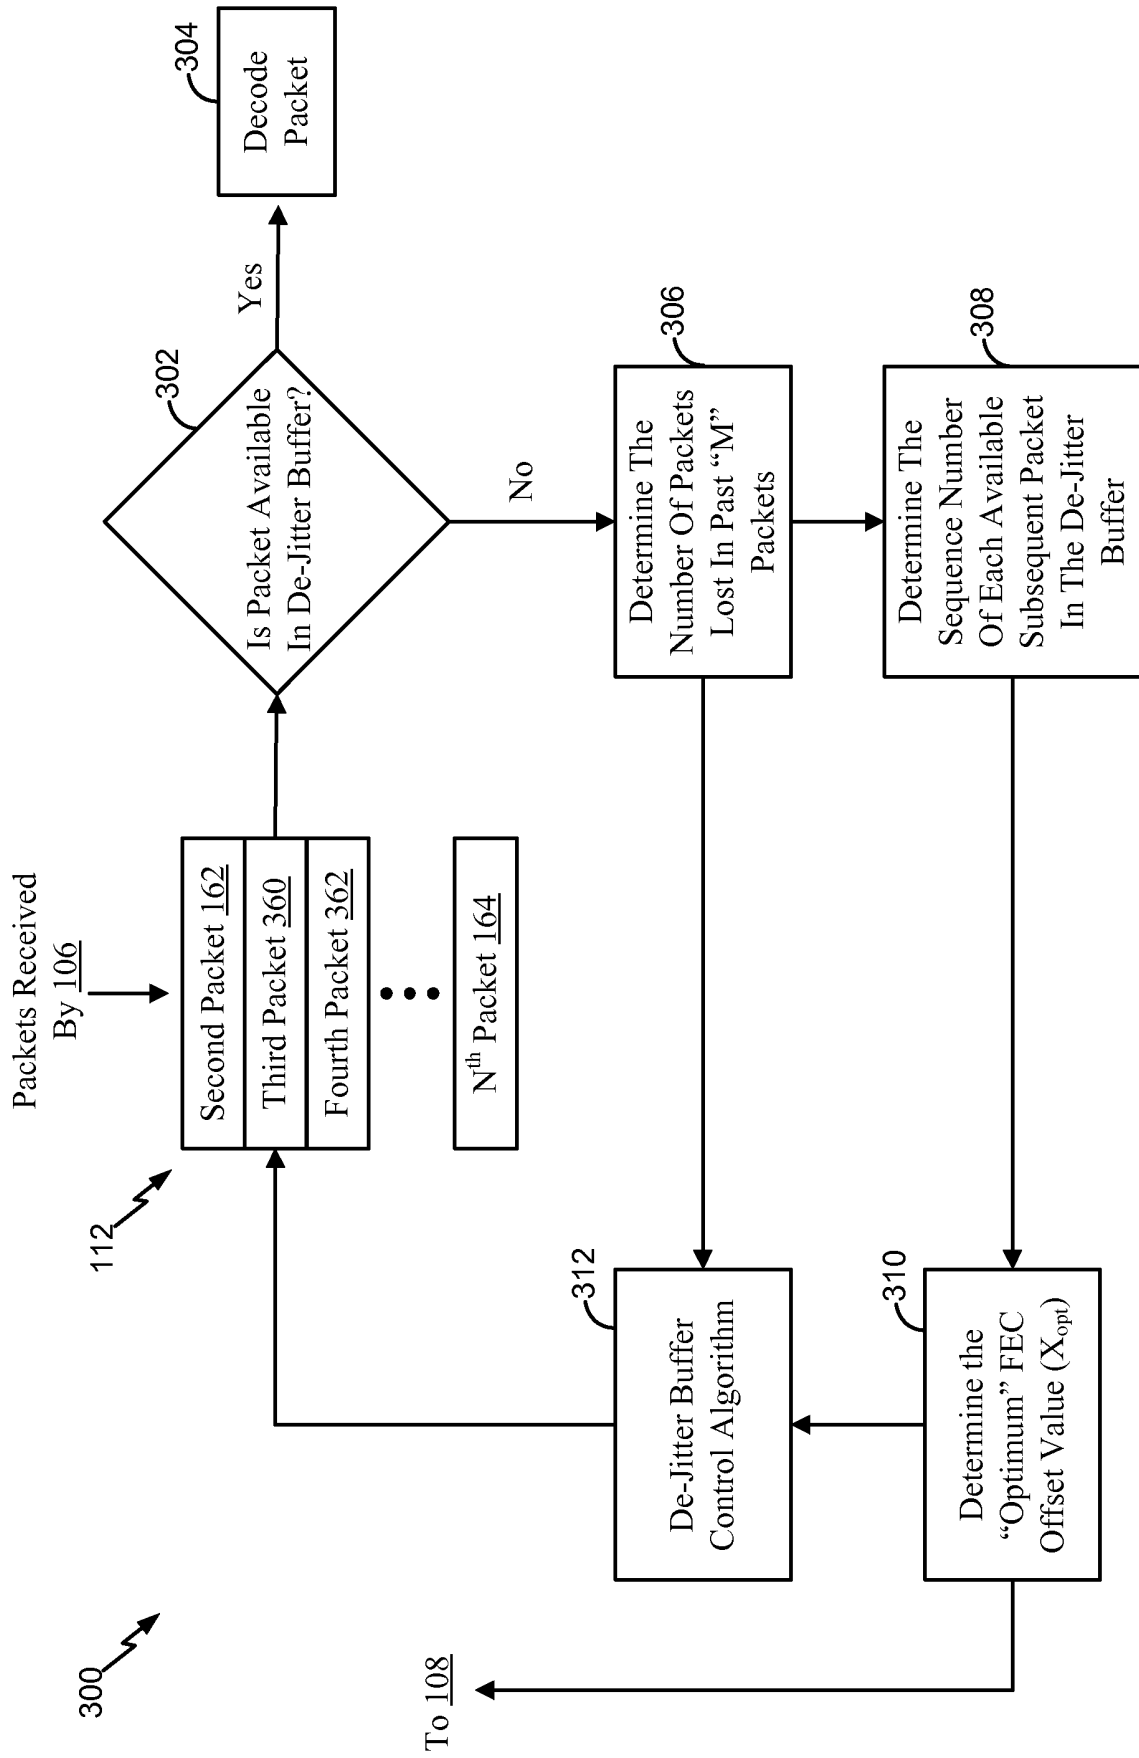 300
112
Packets Received
By 106
Second Packet 162
Third Packet 360
Fourth Packet 362
Nth Packet 164
302
Is Packet Available
In De-Jitter Buffer?
Yes
304
Decode
Packet
No
306
Determine The
Number Of Packets
Lost In Past “M”
Packets
308
Determine The
Sequence Number
Of Each Available
Subsequent Packet
In The De-Jitter
Buffer
312
De-Jitter Buffer
Control Algorithm
310
Determine the
“Optimum” FEC
Offset Value (Xopt)
To 108